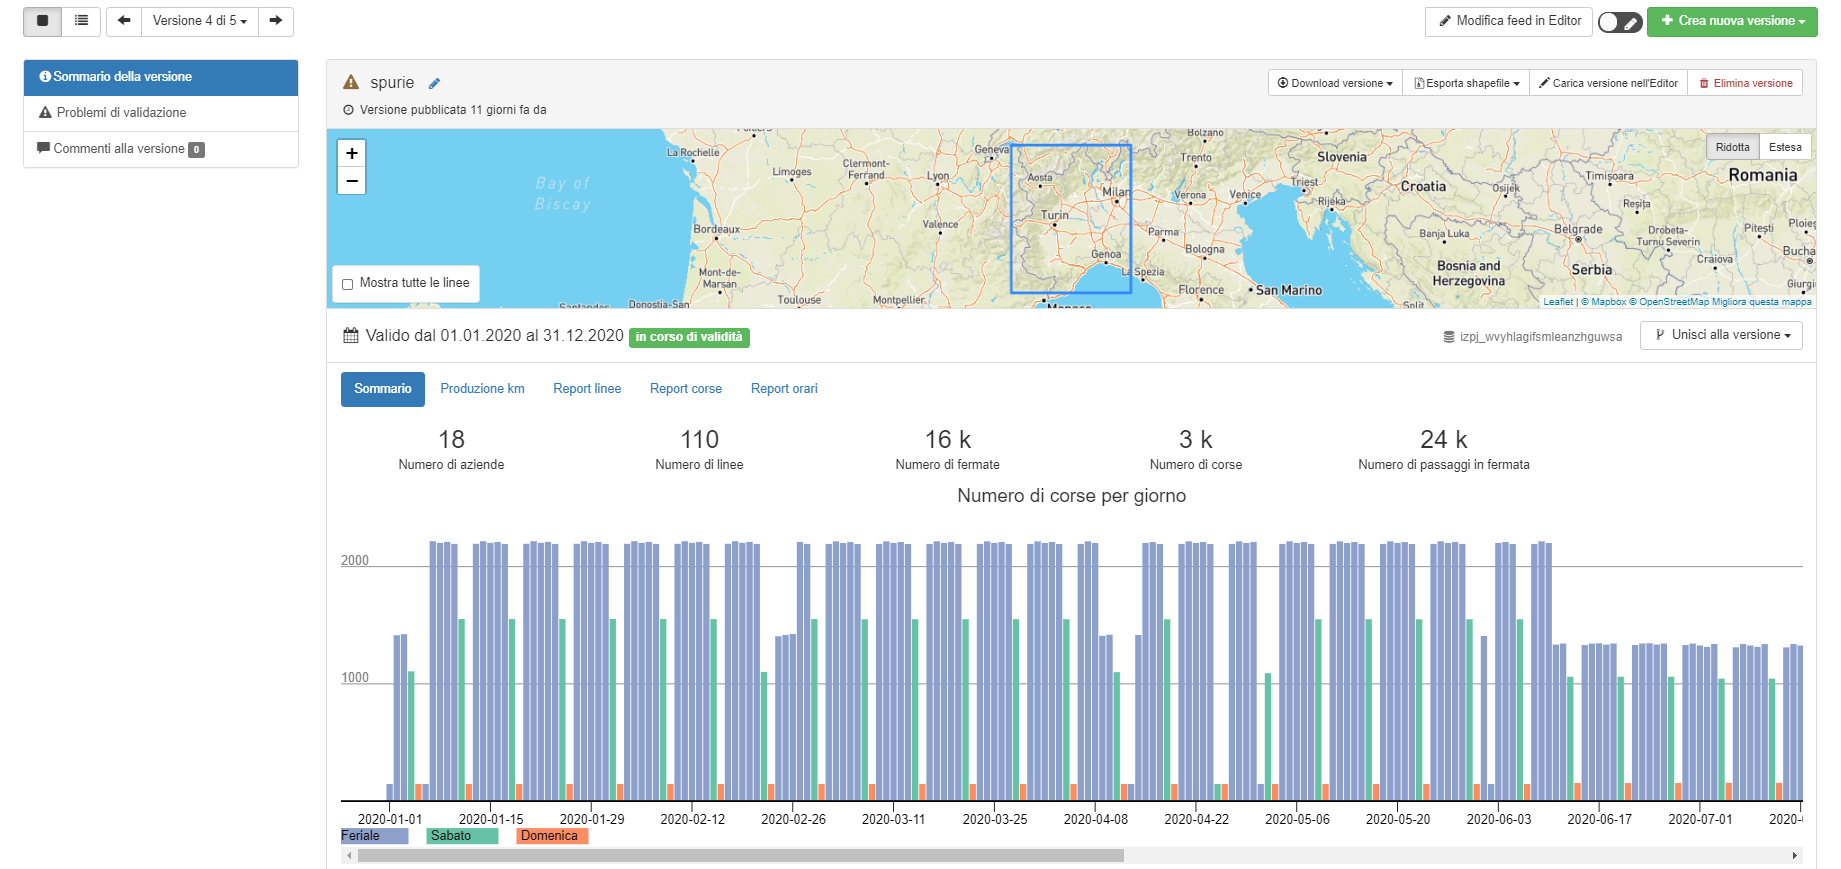 Versione 4 di 5
Modifica feed in Editor
Crea nuova versione
Sommario della versione
Problemi di validazione
Commenti alla versione 0
spurie
Versione pubblicata 11 giorni fa da
Download versione
Esporta shapefile
Carica versione nell'Editor
Elimina versione
+
−
Bay of
Biscay
La Rochelle
Limoges
Clermont-
Ferrand
Lyon
Geneva
Aosta
Milan
Turin
Genoa
Bolzano
Trento
Verona
Venice
Parma
Bologna
La Spezia
Florence
San Marino
Monaco
Bordeaux
Valence
Mont-de-
Marsan
Toulouse
Montpellier
Santander
Donostia-San
Slovenia
Triest
Rijeka
Croatia
Osijek
Banja Luka
Bosnia and
Herzegovina
Split
Timișoara
Romania
Reșița
Belgrade
Drobeta-
Turnu Severin
Serbia
Craiova
Pitești
Ploie
Bucha
Giurgiu
Ridotta
Estesa
Mostra tutte le linee
Leaflet | © Mapbox © OpenStreetMap Migliora questa mappa
Valido dal 01.01.2020 al 31.12.2020 in corso di validità
izpj_wvyhlagifsmleanzhguwsa
Unisci alla versione
Sommario
Produzione km
Report linee
Report corse
Report orari
18
Numero di aziende
110
Numero di linee
16 k
Numero di fermate
3 k
Numero di corse
24 k
Numero di passaggi in fermata
Numero di corse per giorno
2000
1000
2020-01-01
2020-01-15
2020-01-29
2020-02-12
2020-02-26
2020-03-11
2020-03-25
2020-04-08
2020-04-22
2020-05-06
2020-05-20
2020-06-03
2020-06-17
2020-07-01
Feriale
Sabato
Domenica